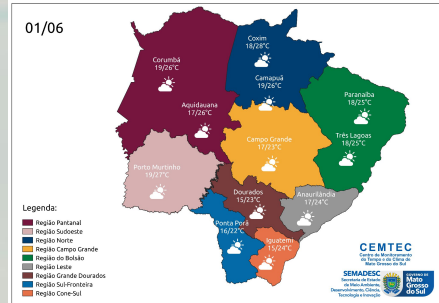 01/06
Coxim
18/28°C
Corumbá
19/26°C
Camapuã
19/26°C
Paranaíba
18/25°C
Aquidauana
17/26°C
Campo Grande
17/23°C
Três Lagoas
18/25°C
Porto Murtinho
19/27°C
Dourados
15/23°C
Anaurilândia
17/24°C
Ponta Porã
16/22°C
Iguatemi
15/24°C
Legenda:
Região Pantanal
Região Sudoeste
Região Norte
Região Campo Grande
Região do Bolsão
Região Leste
Região Grande Dourados
Região Sul-Fronteira
Região Cone-Sul
CEMTEC
Centro de Monitoramento
do Tempo e do Clima de
Mato Grosso do Sul
SEMADESC
Secretaria de Estado
de Meio Ambiente,
Desenvolvimento, Ciência,
Tecnologia e Inovação
GOVERNO DE
Mato
Grosso
do Sul